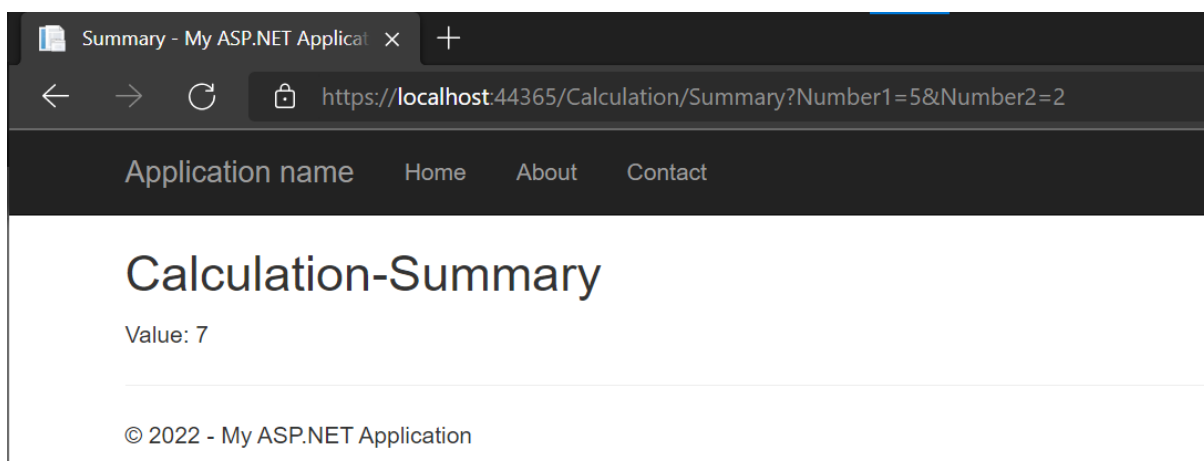 Summary - My ASP.NET Applicat
https://localhost:44365/Calculation/Summary?Number1=5&Number2=2
Application name Home About Contact
Calculation-Summary
Value: 7
© 2022 - My ASP.NET Application